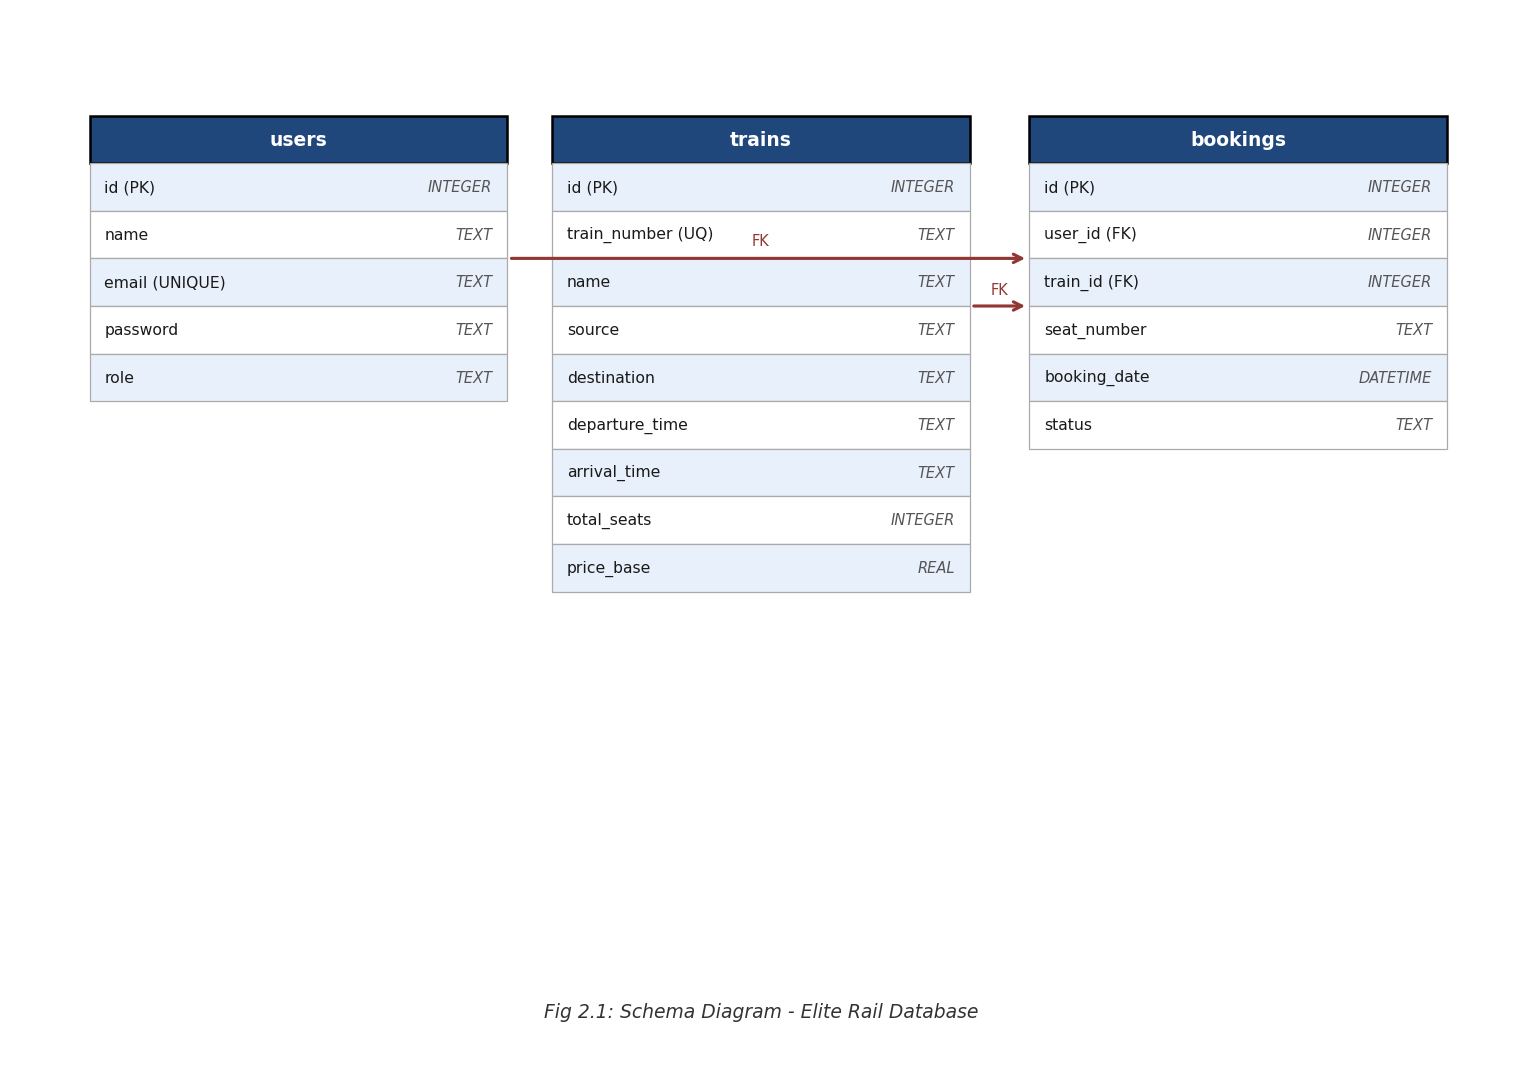 users
id (PK) INTEGER
name TEXT
email (UNIQUE) TEXT
password TEXT
role TEXT
trains
id (PK) INTEGER
train_number (UQ) TEXT
name TEXT
source TEXT
destination TEXT
departure_time TEXT
arrival_time TEXT
total_seats INTEGER
price_base REAL
bookings
id (PK) INTEGER
user_id (FK) INTEGER
train_id (FK) INTEGER
seat_number TEXT
booking_date DATETIME
status TEXT
FK
FK
Fig 2.1: Schema Diagram - Elite Rail Database